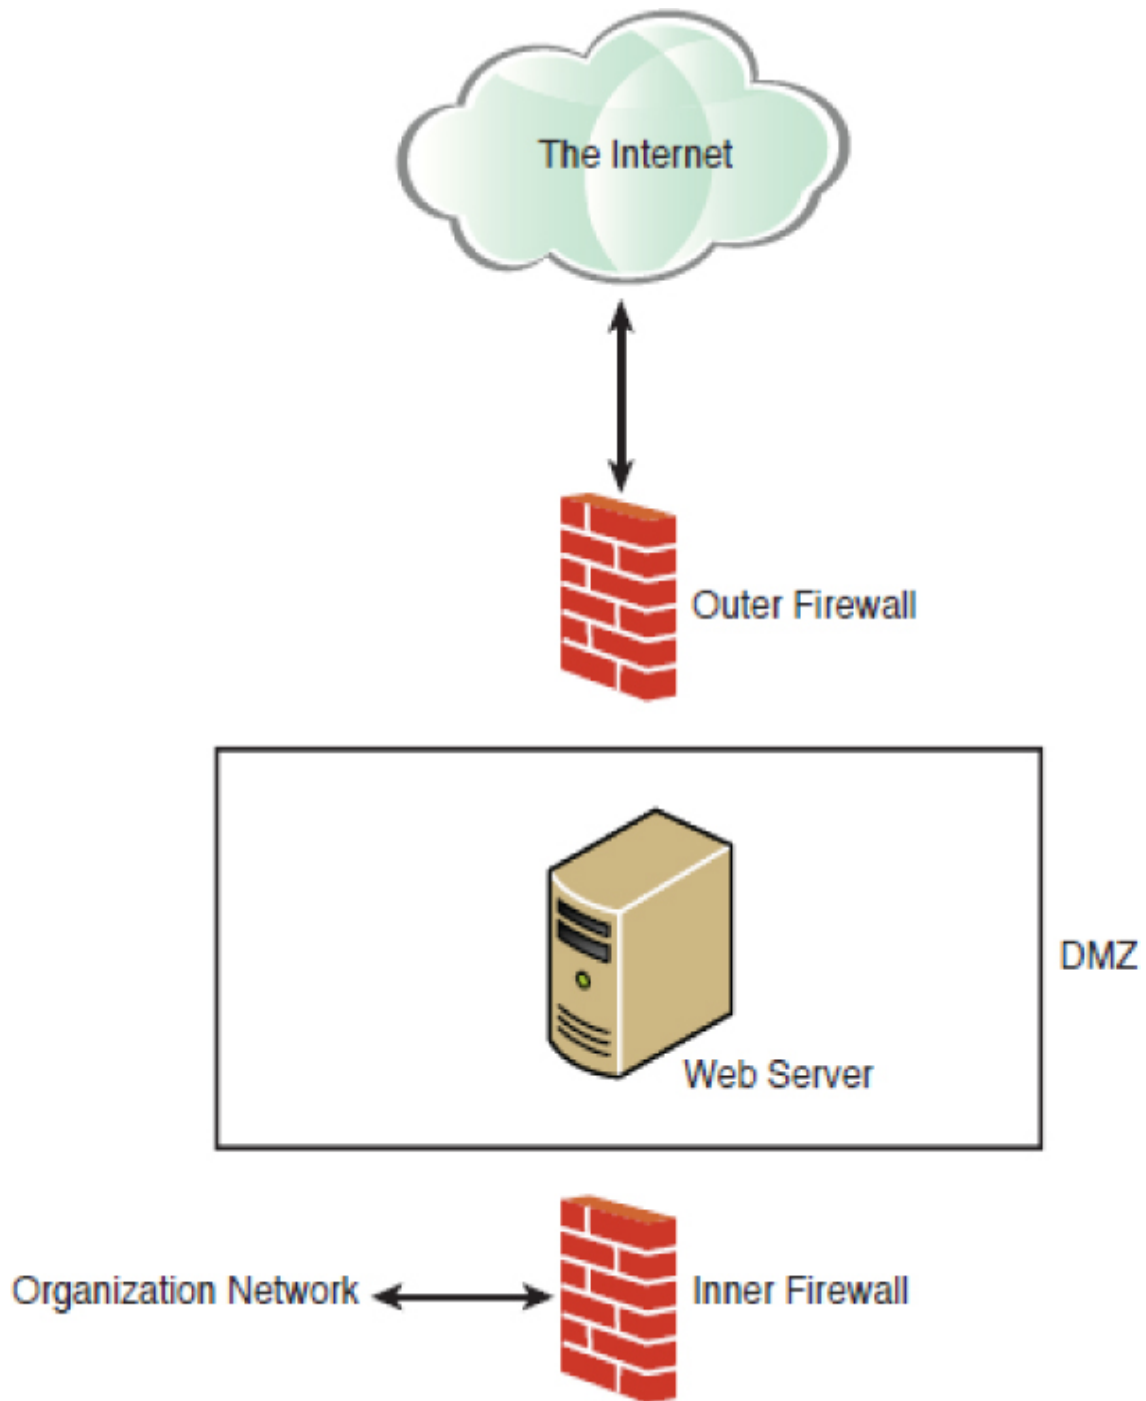 The Internet
Outer Firewall
DMZ
Web Server
Organization Network
Inner Firewall